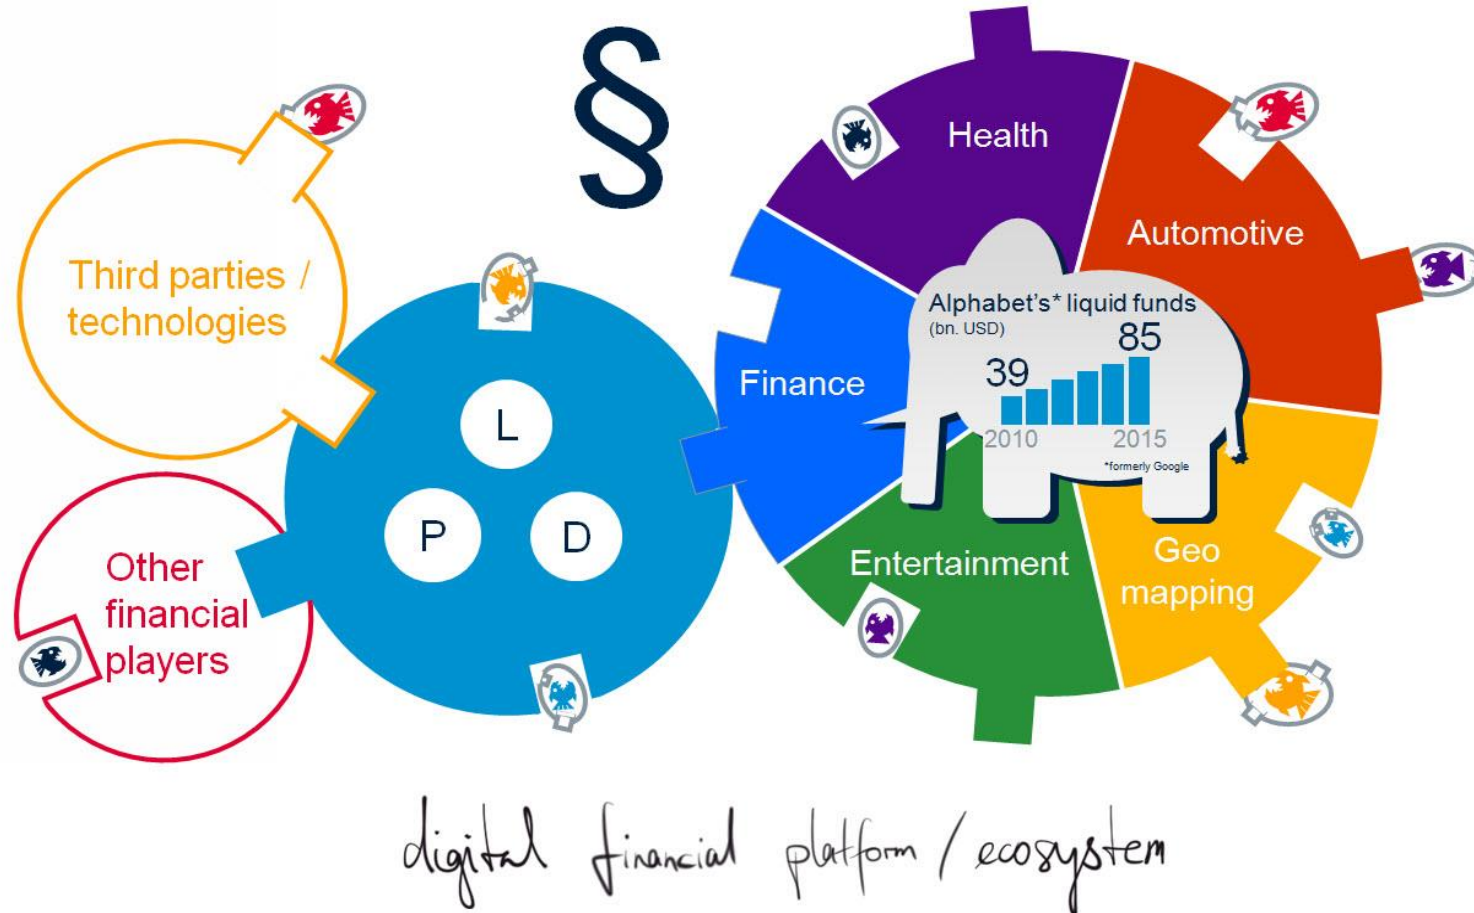 §
Third parties /
technologies
Other
financial
players
L
P
D
Health
Automotive
Finance
Alphabet's* liquid funds
(bn. USD)
39
85
2010
2015
*formerly Google
Entertainment
Geo
mapping
digital financial platform / ecosystem